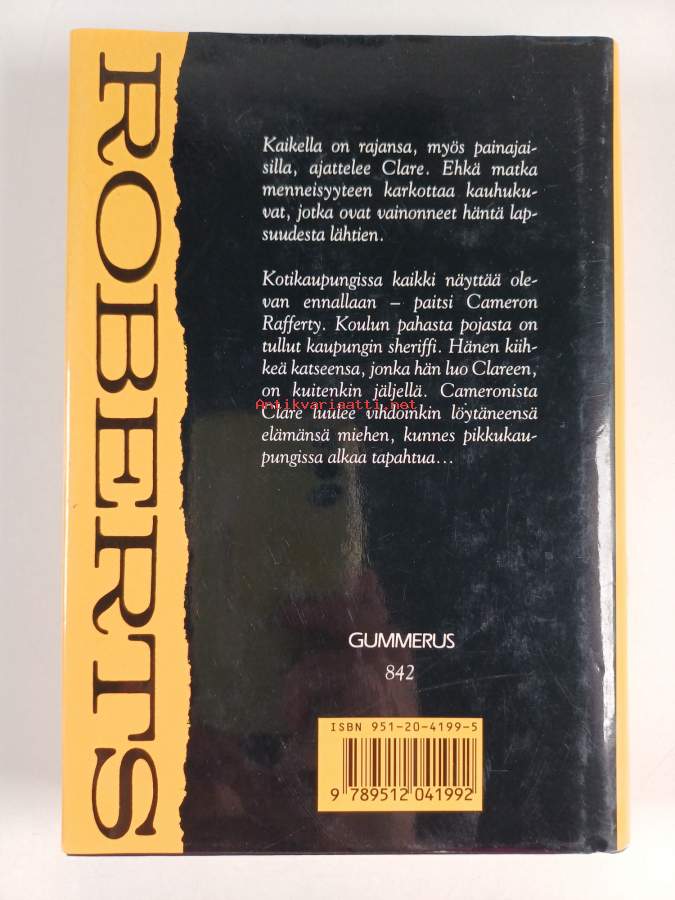 ROBERTS
Kaikella on rajansa, myös painajai-
silla, ajattelee Clare. Ehkä matka
menneisyyteen karkottaa kauhuku-
vat, jotka ovat vainonneet häntä lap-
suudesta lähtien.
Kotikaupungissa kaikki näyttää ole-
van ennallaan – paitsi Cameron
Rafferty. Koulun pahasta pojasta on
tullut kaupungin sheriffi. Hänen kiih-
keä katseensa, jonka hän luo Clareen,
on kuitenkin jäljellä. Cameronista
Antikvariaatti.net
Clare luulee vihdoinkin löytäneensä
elämänsä miehen, kunnes pikkukau-
pungissa alkaa tapahtua...
GUMMERUS
842
ISBN 951-20-4199-5
9 789512 041992